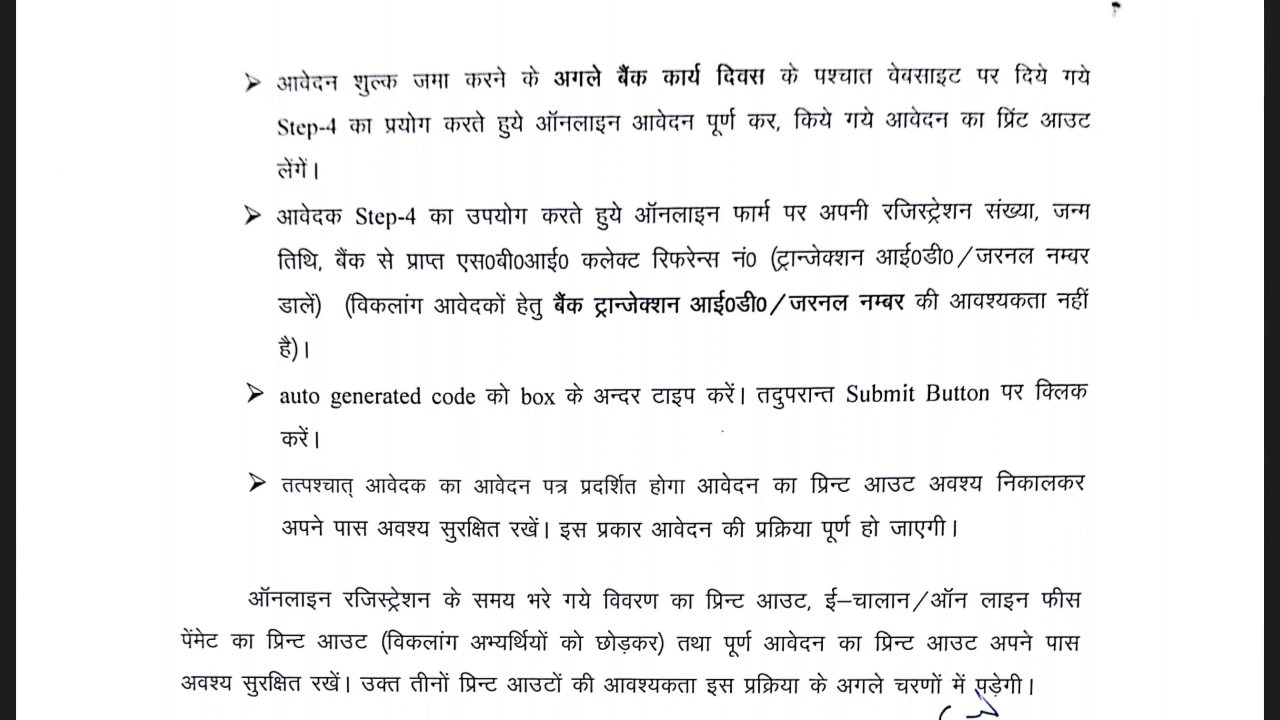 ➢ आवेदन शुल्क जमा करने के अगले बैंक कार्य दिवस के पश्चात वेवसाइट पर दिये गये
Step-4 का प्रयोग करते हुये ऑनलाइन आवेदन पूर्ण कर, किये गये आवेदन का प्रिंट आउट
लेंगें।
➢ आवेदक Step-4 का उपयोग करते हुये ऑनलाइन फार्म पर अपनी रजिस्ट्रेशन संख्या, जन्म
तिथि, बैंक से प्राप्त एस0बी0आई0 कलेक्ट रिफरेन्स नं0 (ट्रान्जेक्शन आई0डी0/जरनल नम्वर
डालें) (विकलांग आवेदकों हेतु बैंक ट्रान्जेक्शन आई0डी0/जरनल नम्बर की आवश्यकता नहीं
है)।
➢ auto generated code को box के अन्दर टाइप करें। तदुपरान्त Submit Button पर क्लिक
करें।
➢ तत्पश्चात् आवेदक का आवेदन पत्र प्रदर्शित होगा आवेदन का प्रिन्ट आउट अवश्य निकालकर
अपने पास अवश्य सुरक्षित रखें। इस प्रकार आवेदन की प्रक्रिया पूर्ण हो जाएगी।
ऑनलाइन रजिस्ट्रेशन के समय भरे गये विवरण का प्रिन्ट आउट, ई–चालान/ऑन लाइन फीस
पेंमेट का प्रिन्ट आउट (विकलांग अभ्यर्थियों को छोड़कर) तथा पूर्ण आवेदन का प्रिन्ट आउट अपने पास
अवश्य सुरक्षित रखें। उक्त तीनों प्रिन्ट आउटों की आवश्यकता इस प्रक्रिया के अगले चरणों में पड़ेगी।